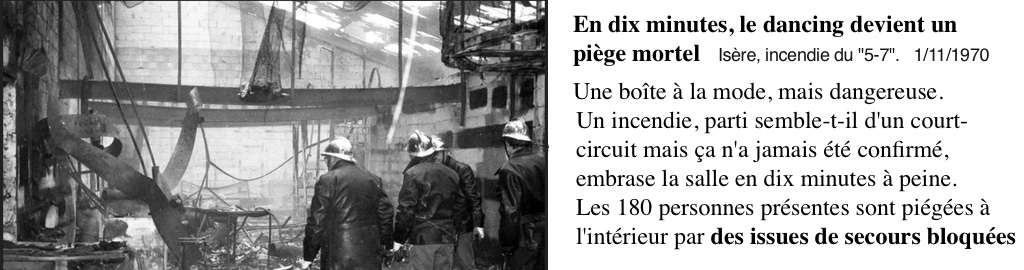 En dix minutes, le dancing devient un
piège mortel Isère, incendie du "5-7". 1/11/1970
Une boîte à la mode, mais dangereuse.
Un incendie, parti semble-t-il d'un court-
circuit mais ça n'a jamais été confirmé,
embrase la salle en dix minutes à peine.
Les 180 personnes présentes sont piégées à
l'intérieur par des issues de secours bloquées